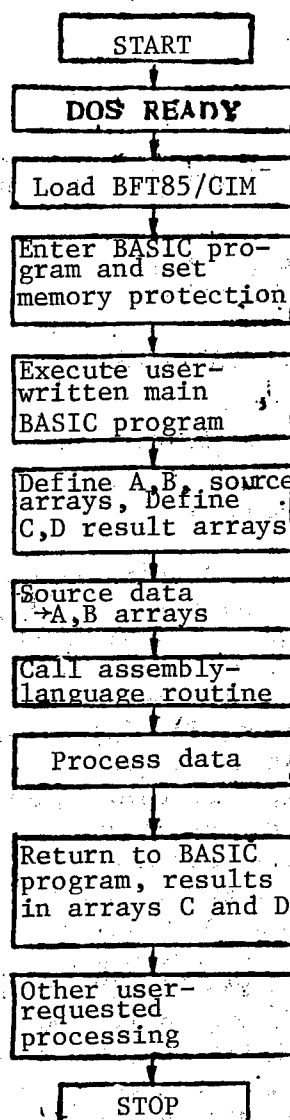 START
DOS READY
Load BFT85/CIM
Enter BASIC pro-
gram and set
memory protection
Execute user-
written main
BASIC program
Define A,B, source
arrays, Define
C,D result arrays
Source data
→A,B arrays
Call assembly-
language routine
Process data
Return to BASIC
program, results
in arrays C and D
Other user-
requested
processing
STOP